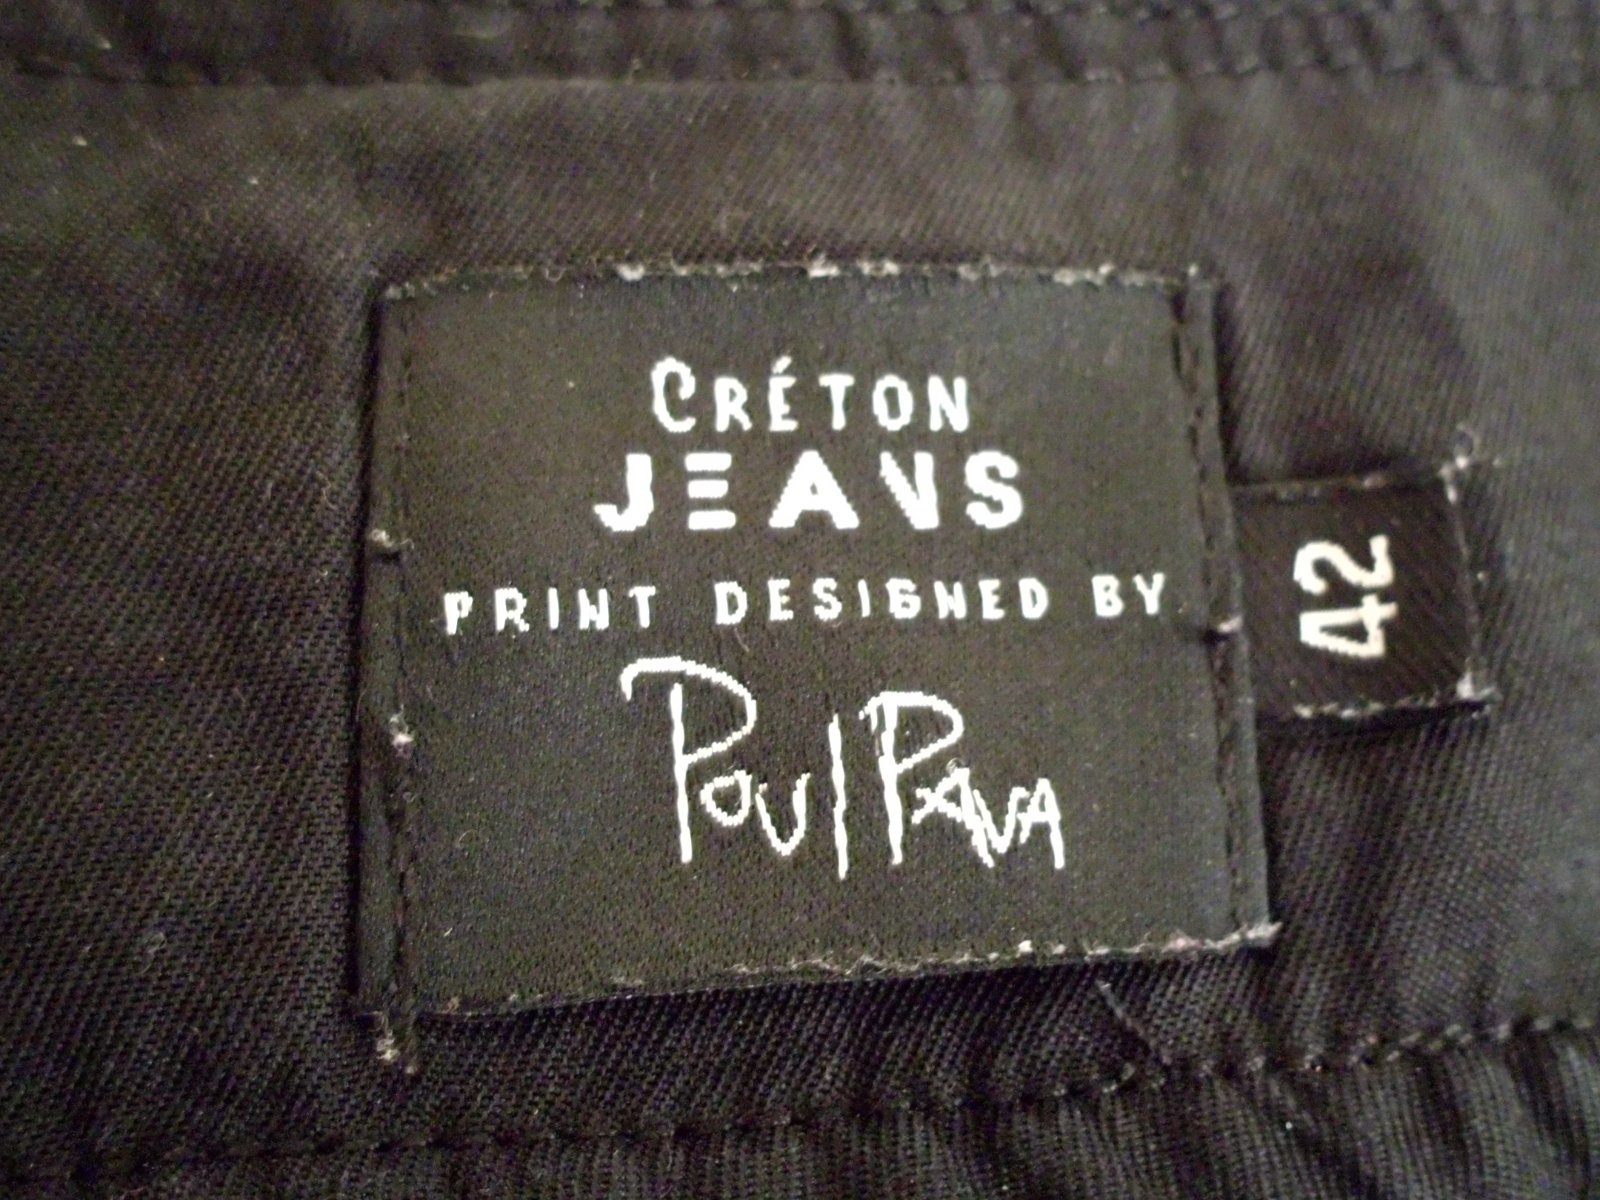 CRÉTON
JEANS
PRINT DESIGNED BY
Poul Pava
42